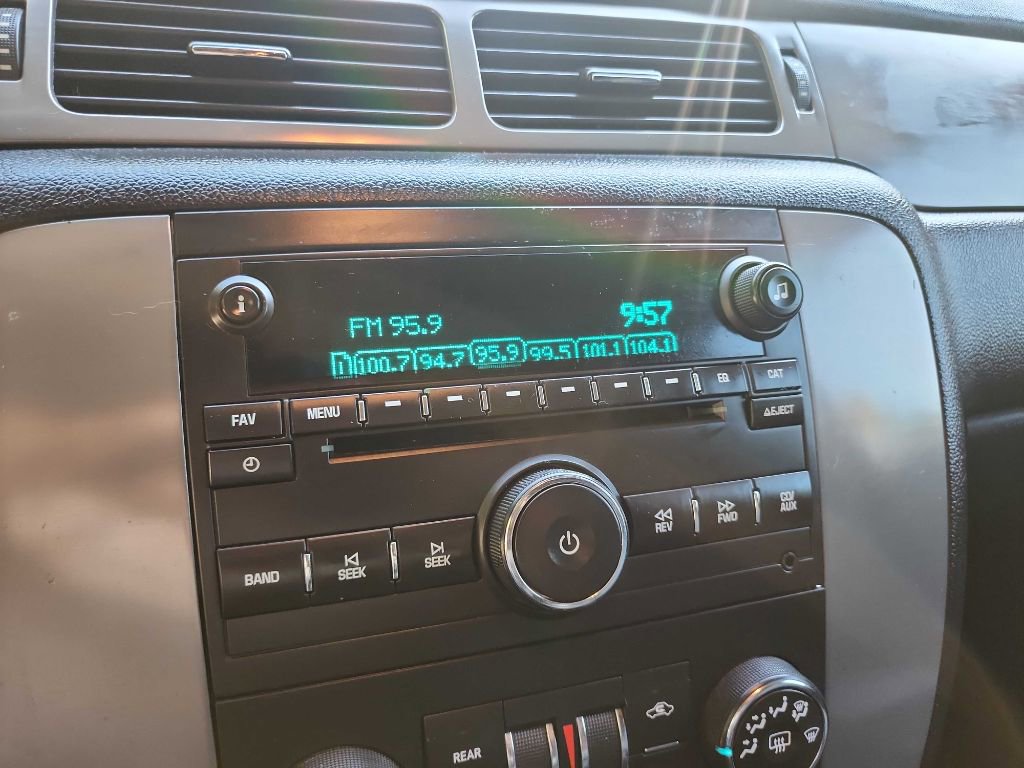 i
FM 95.9 9:57
1 100.7 94.7 95.9 99.5 101.1 104.1
FAV MENU EQ CAT
EJECT
BAND SEEK SEEK REV FWD CD/AUX
REAR